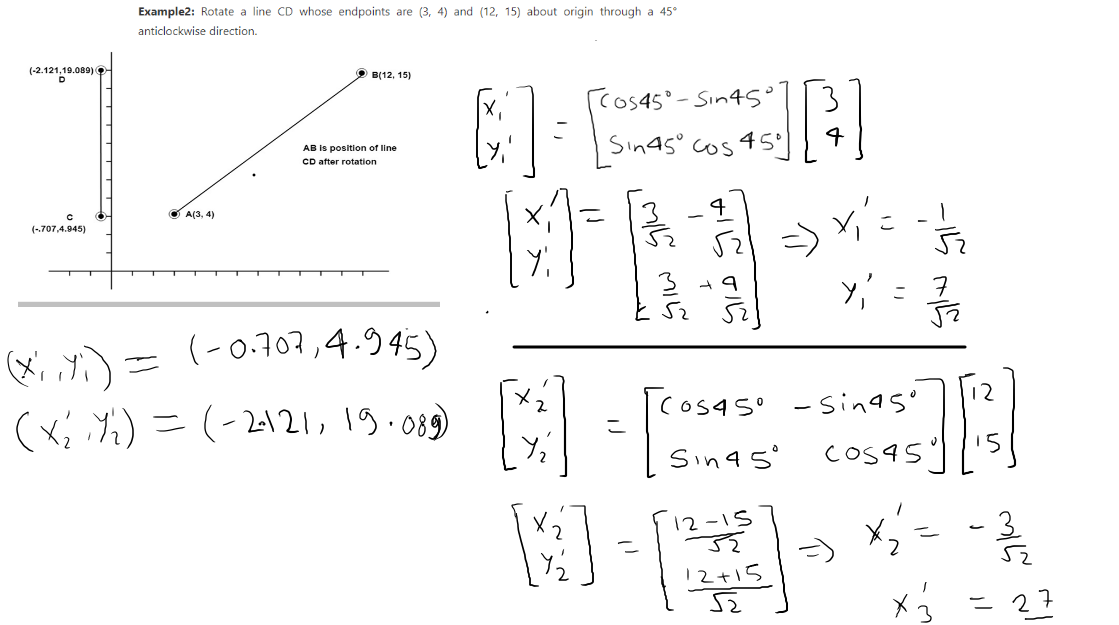 Example2: Rotate a line CD whose endpoints are (3, 4) and (12, 15) about origin through a 45°
anticlockwise direction.
(-2.121,19.089)
D
B(12, 15)
AB is position of line
CD after rotation
C
A(3, 4)
(-.707,4.945)
[x₁' y₁'] = [cos45° -sin45° sin45° cos45°] [3 4]
[x₁' y₁'] = [3/√2 - 4/√2 3/√2 + 4/√2] => x₁' = -1/√2
y₁' = 7/√2
(x₁', y₁') = (-0.707, 4.945)
(x₂', y₂') = (-2.121, 19.089)
[x₂' y₂'] = [cos45° -sin45° sin45° cos45°] [12 15]
[x₂' y₂'] = [12-15/√2 12+15/√2] => x₂' = -3/√2
x₃' = 27